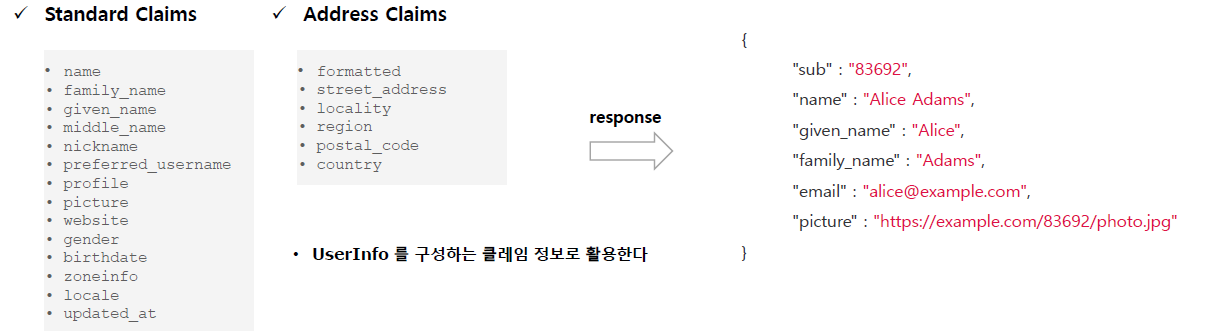 ✓ Standard Claims
• name
• family_name
• given_name
• middle_name
• nickname
• preferred_username
• profile
• picture
• website
• gender
• birthdate
• zoneinfo
• locale
• updated_at
✓ Address Claims
• formatted
• street_address
• locality
• region
• postal_code
• country
• UserInfo 를 구성하는 클레임 정보로 활용한다
response
{
"sub" : "83692",
"name" : "Alice Adams",
"given_name" : "Alice",
"family_name" : "Adams",
"email" : "alice@example.com",
"picture" : "https://example.com/83692/photo.jpg"
}